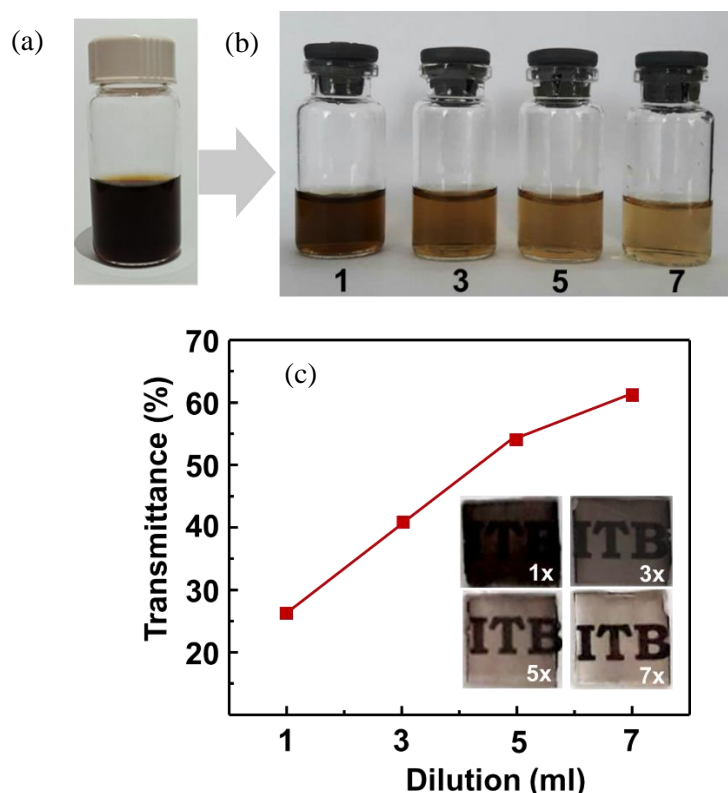 (a)
(b)
1 3 5 7
(c)
Transmittance (%)
70
60
50
40
30
20
ITB
1x
ITB
3x
ITB
5x
ITB
7x
1 3 5 7
Dilution (ml)